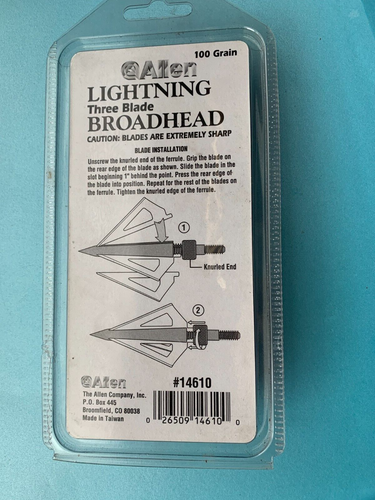 100 Grain
Allen
LIGHTNING
Three Blade
BROADHEAD
CAUTION: BLADES ARE EXTREMELY SHARP
BLADE INSTALLATION
Unscrew the knurled end of the ferrule. Grip the blade on
the rear edge of the blade as shown. Slide the blade in the
slot beginning 1" behind the point. Press the rear edge of
the blade into position. Repeat for the rest of the blades on
the ferrule. Tighten the knurled edge of the ferrule.
1
Knurled End
2
Allen
#14610
The Allen Company, Inc.
P.O. Box 445
Broomfield, CO 80038
Made in Taiwan
0 26509 14610 0